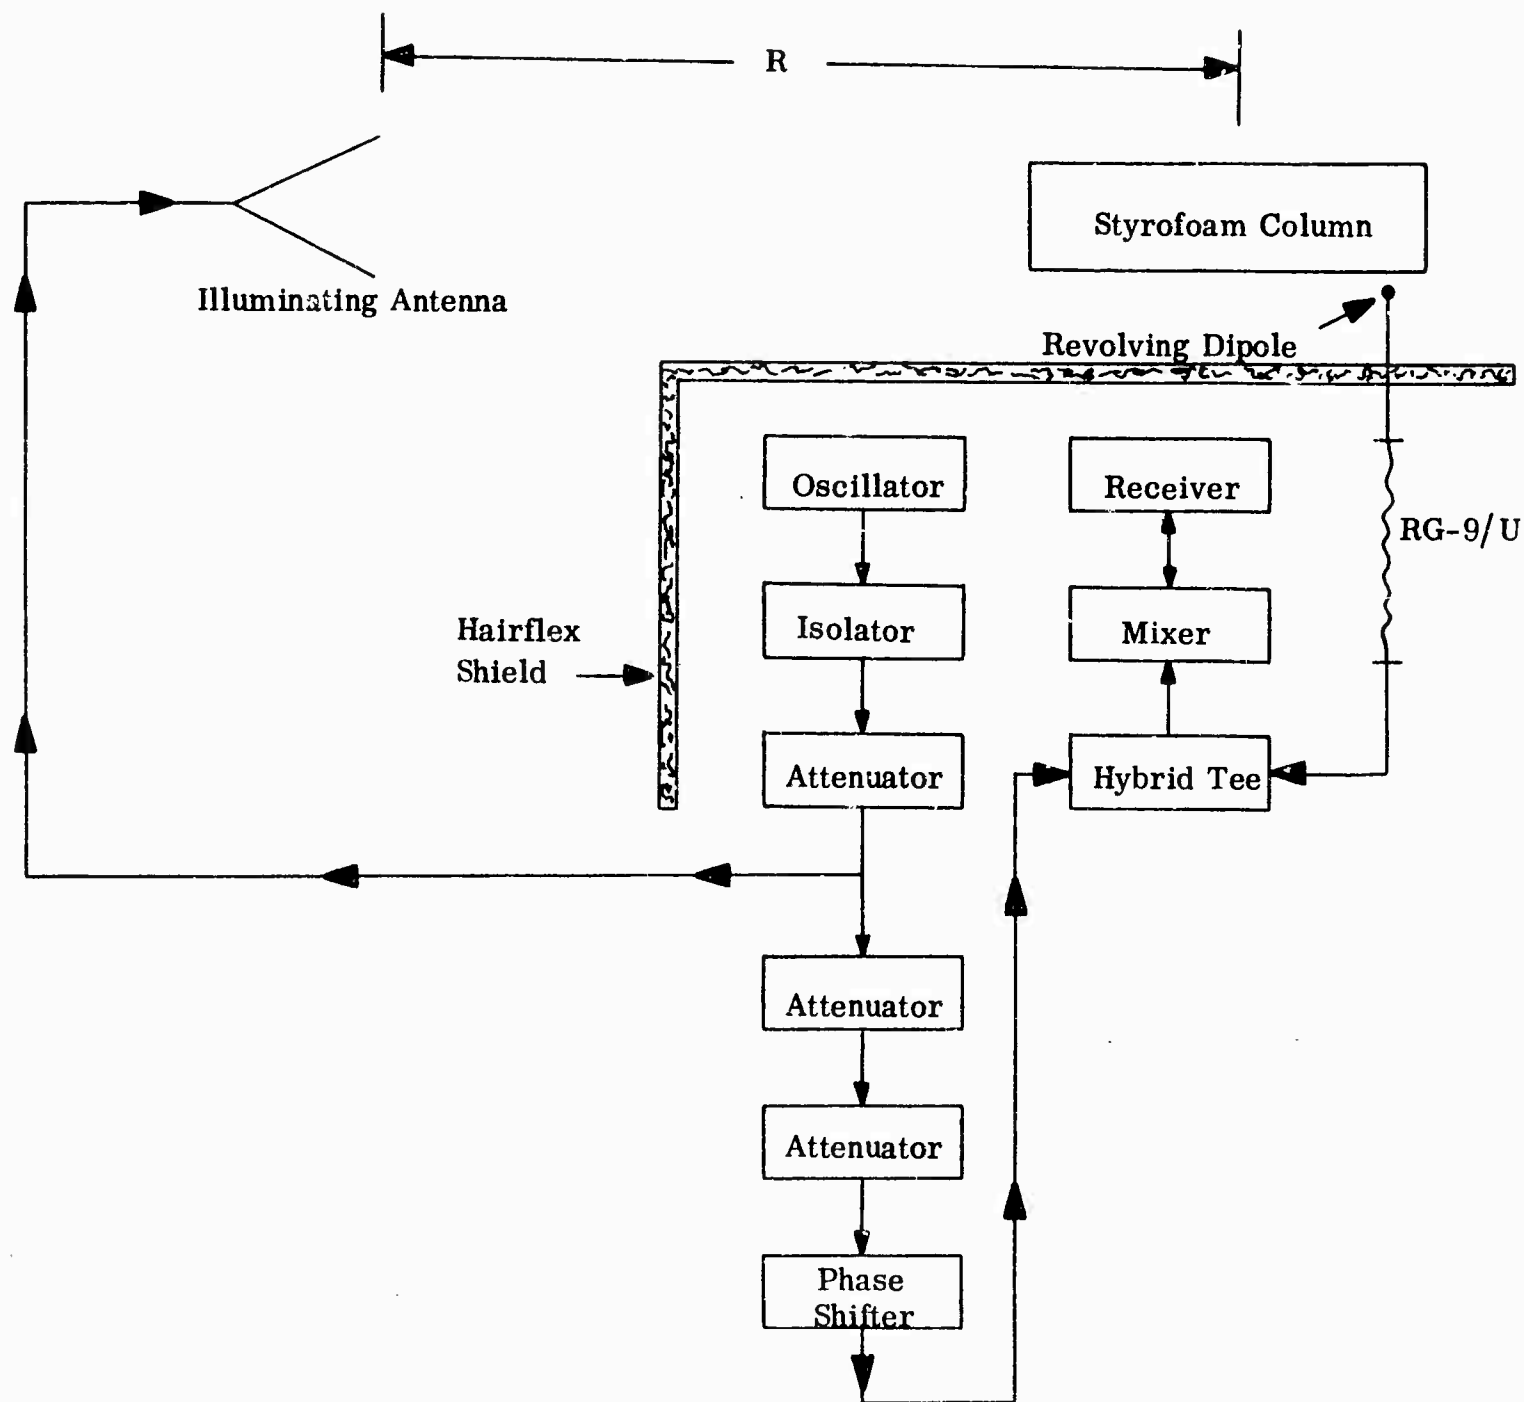 R
Styrofoam Column
Illuminating Antenna
Revolving Dipole
Oscillator
Receiver
RG-9/U
Hairflex
Shield
Isolator
Mixer
Attenuator
Hybrid Tee
Attenuator
Attenuator
Phase
Shifter